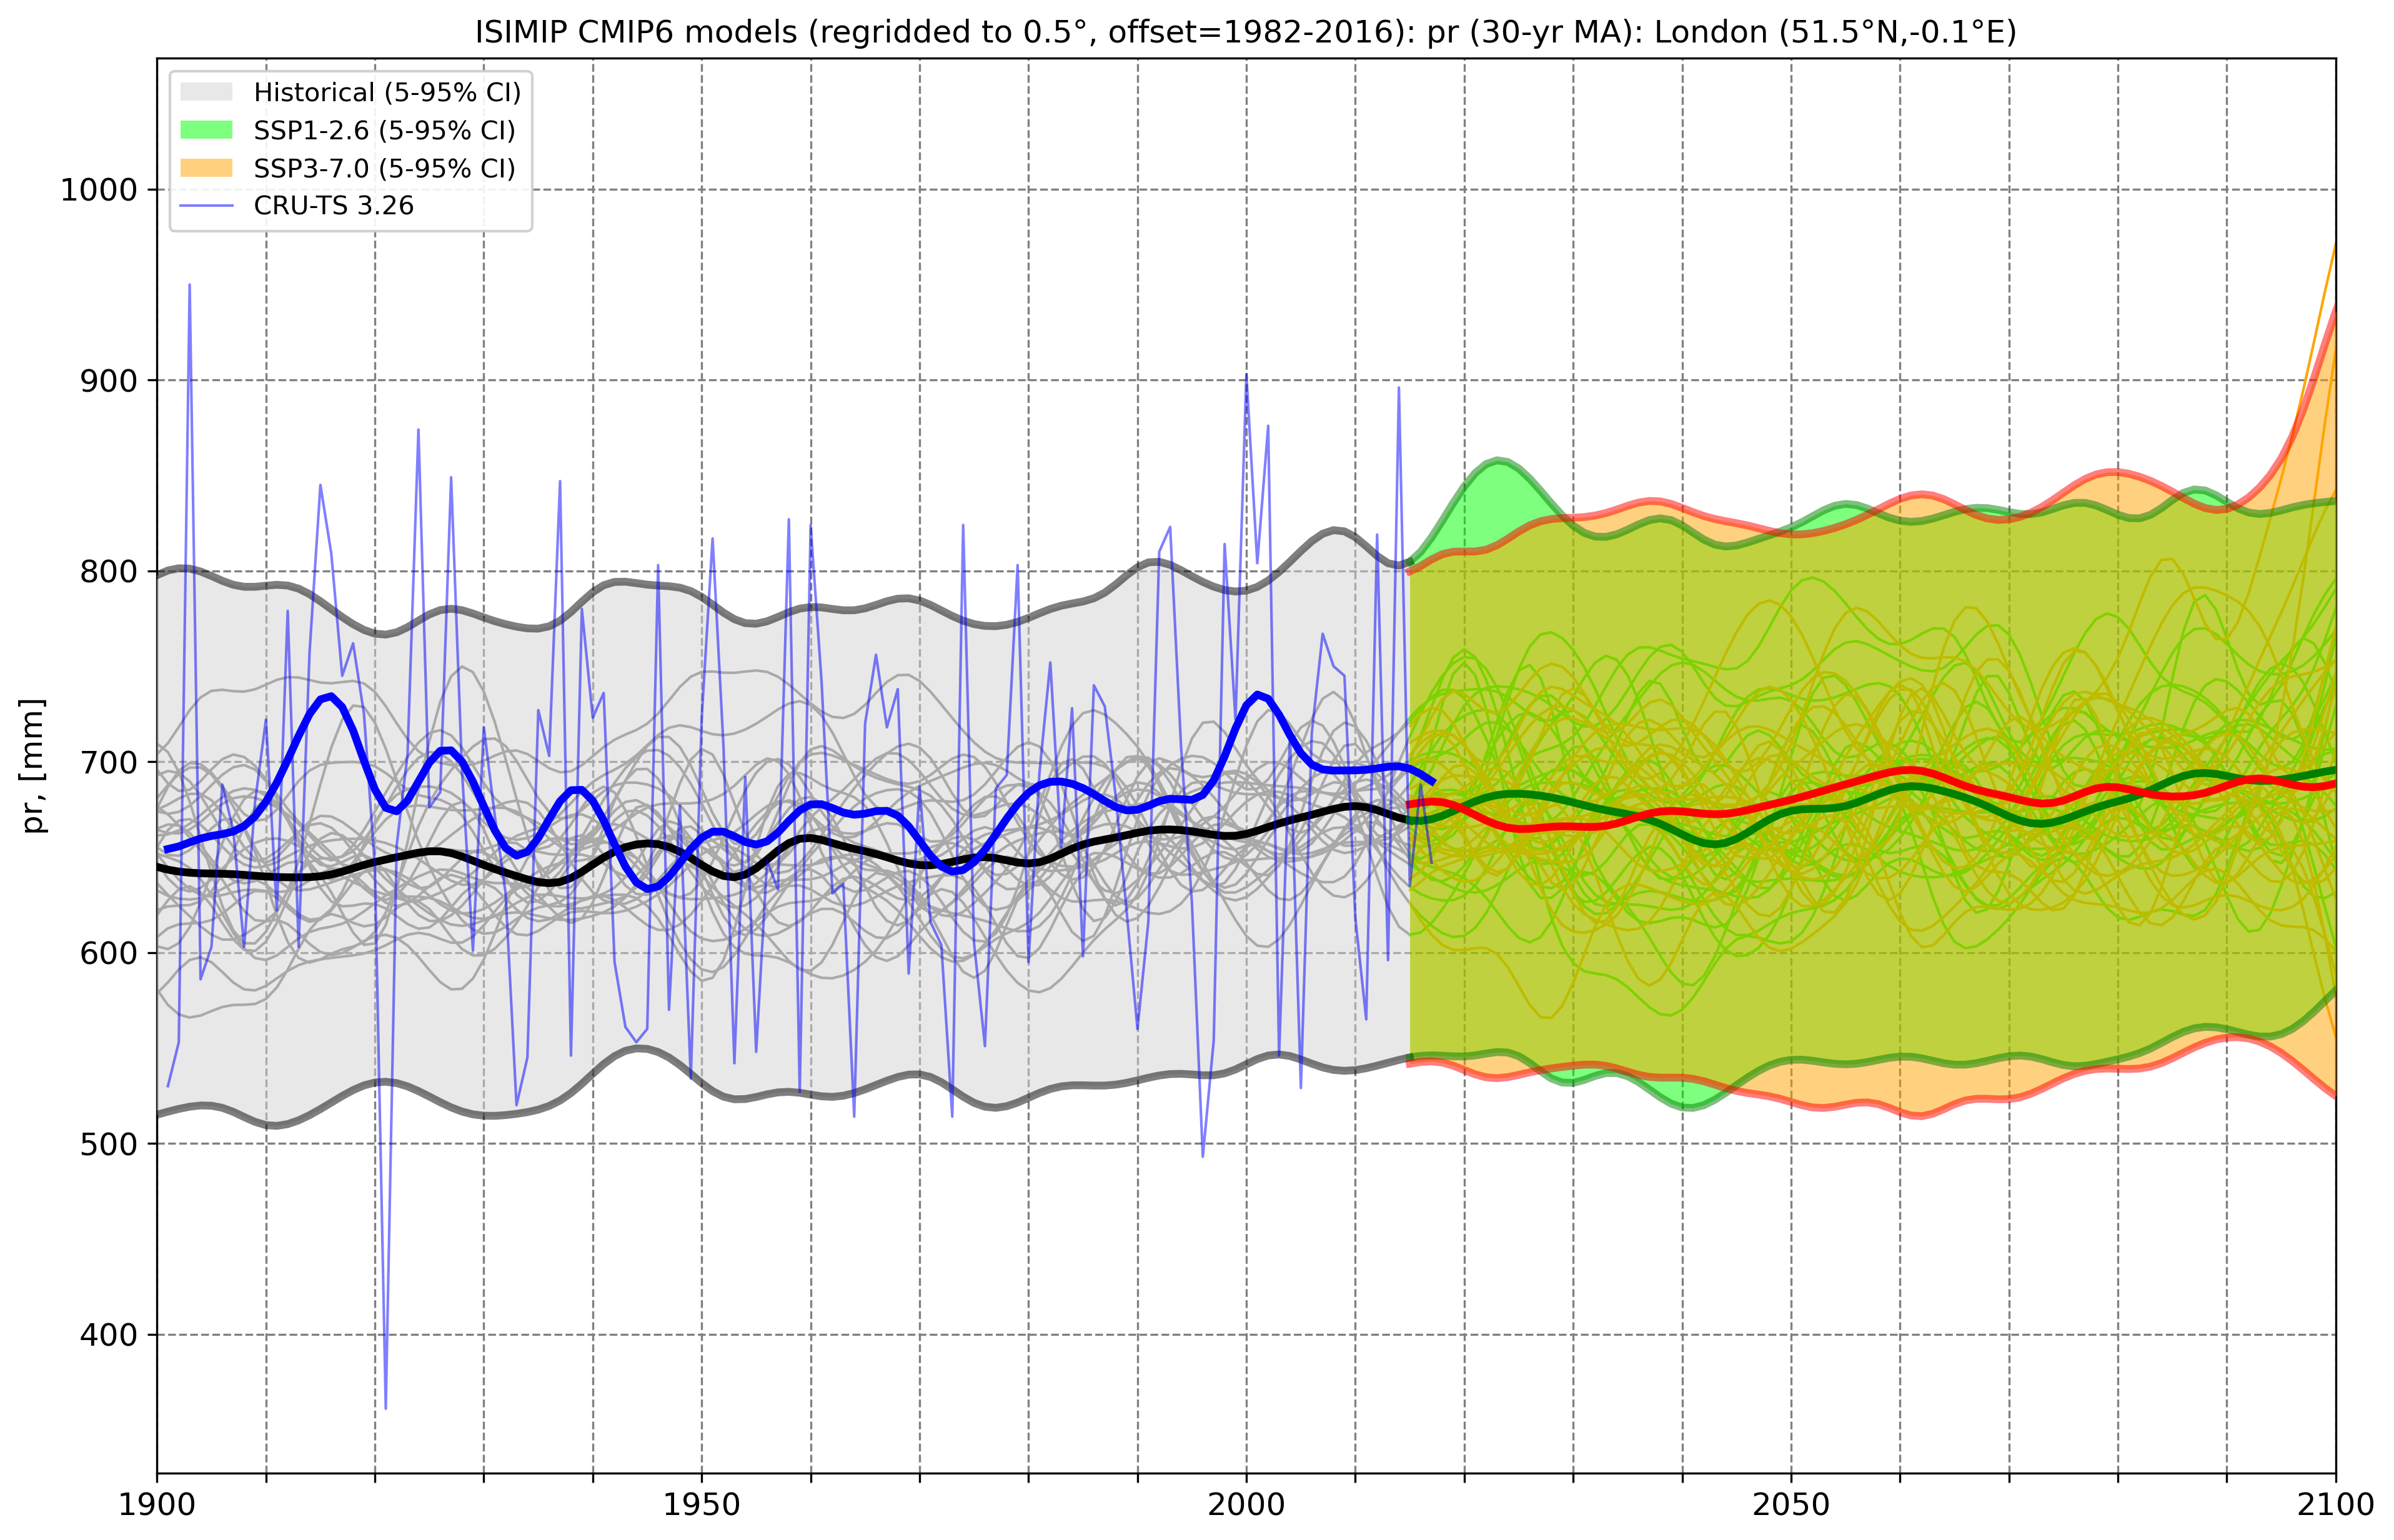 ISIMIP CMIP6 models (regridded to 0.5°, offset=1982-2016): pr (30-yr MA): London (51.5°N,-0.1°E)
Historical (5-95% CI)
SSP1-2.6 (5-95% CI)
SSP3-7.0 (5-95% CI)
CRU-TS 3.26
1000
900
800
700
600
500
400
pr, [mm]
1900
1950
2000
2050
2100